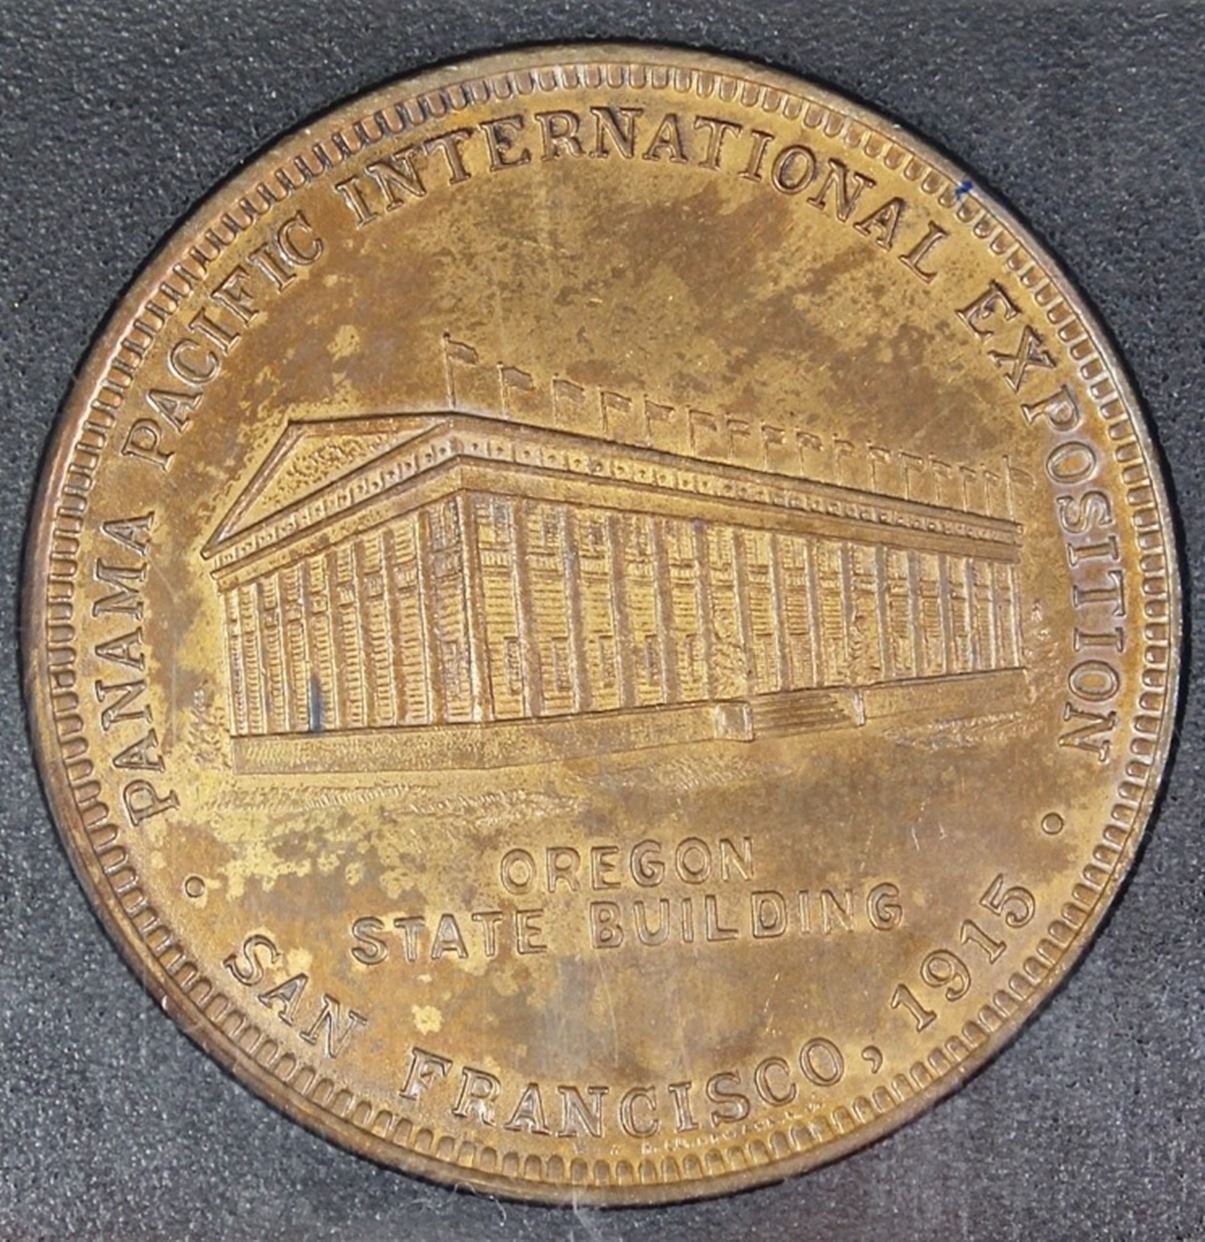 PANAMA PACIFIC INTERNATIONAL EXPOSITION
OREGON
STATE BUILDING
SAN FRANCISCO, 1915